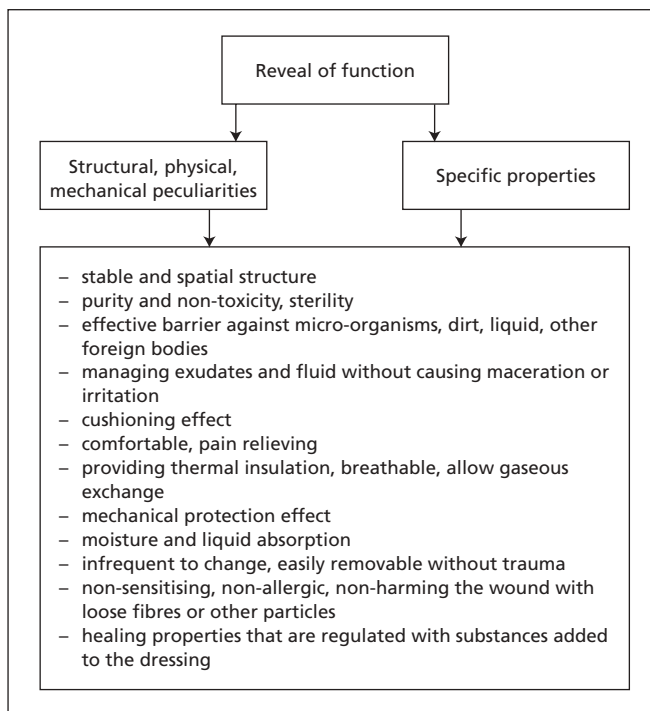 Reveal of function
Structural, physical,
mechanical peculiarities
Specific properties
– stable and spatial structure
– purity and non-toxicity, sterility
– effective barrier against micro-organisms, dirt, liquid, other
foreign bodies
– managing exudates and fluid without causing maceration or
irritation
– cushioning effect
– comfortable, pain relieving
– providing thermal insulation, breathable, allow gaseous
exchange
– mechanical protection effect
– moisture and liquid absorption
– infrequent to change, easily removable without trauma
– non-sensitising, non-allergic, non-harming the wound with
loose fibres or other particles
– healing properties that are regulated with substances added
to the dressing